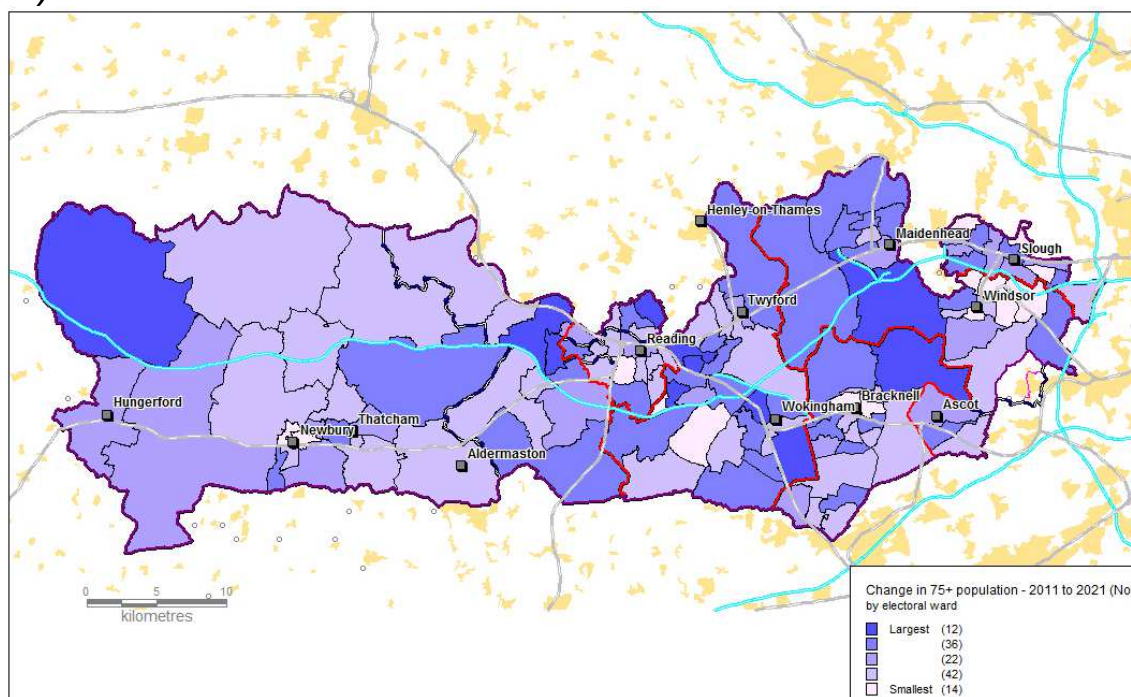 Henley-on-Thames
Maidenhead
Slough
Windsor
Twyford
Reading
Hungerford
Newbury
Thatcham
Aldermaston
Wokingham
Bracknell
Ascot
0 5 10
kilometres
Change in 75+ population - 2011 to 2021 (No
by electoral ward
Largest (12)
(36)
(22)
(42)
Smallest (14)